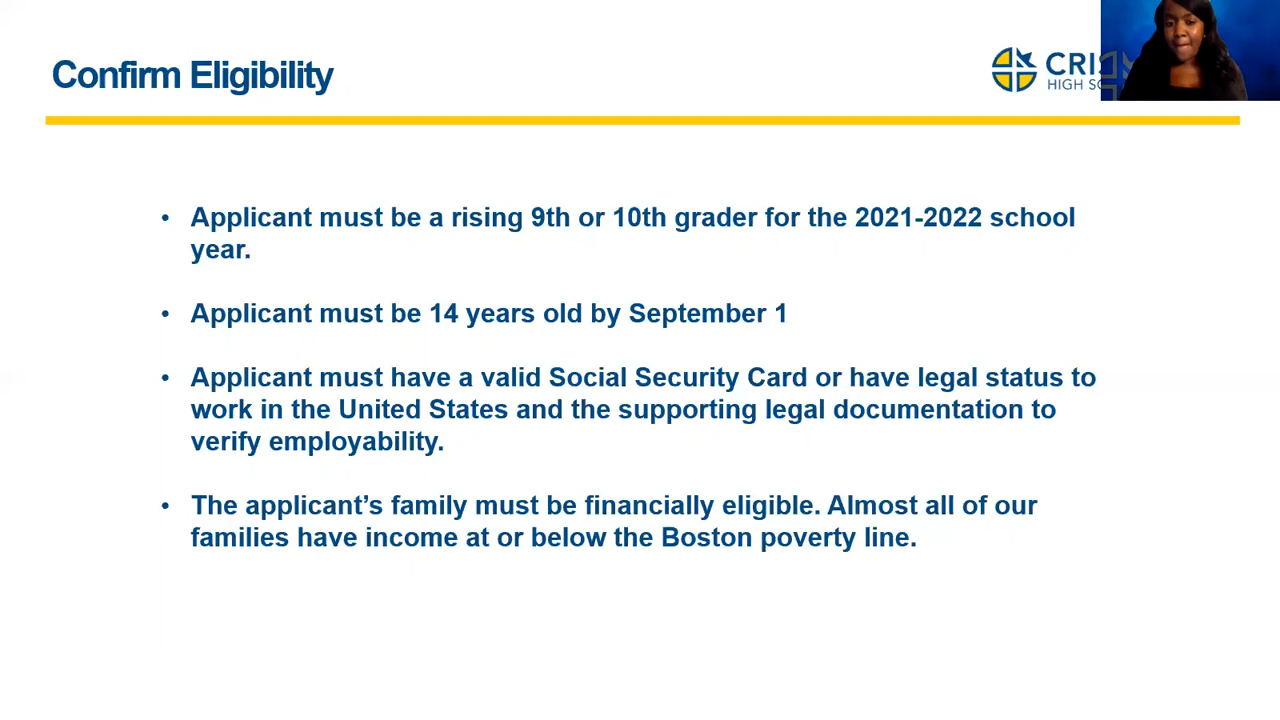 Confirm Eligibility
HIGH
• Applicant must be a rising 9th or 10th grader for the 2021-2022 school
year.
• Applicant must be 14 years old by September 1
• Applicant must have a valid Social Security Card or have legal status to
work in the United States and the supporting legal documentation to
verify employability.
• The applicant’s family must be financially eligible. Almost all of our
families have income at or below the Boston poverty line.